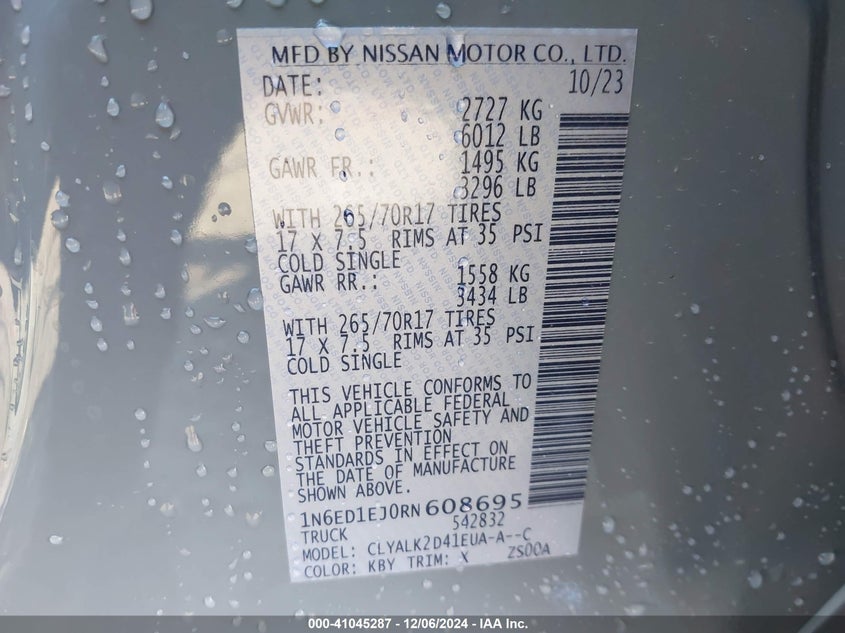 MFD BY NISSAN MOTOR CO., LTD.
DATE: 10/23
GVWR: 2727 KG
6012 LB
GAWR FR.: 1495 KG
3296 LB
WITH 265/70R17 TIRES
17 X 7.5 RIMS AT 35 PSI
COLD SINGLE
GAWR RR.: 1558 KG
3434 LB
WITH 265/70R17 TIRES
17 X 7.5 RIMS AT 35 PSI
COLD SINGLE
THIS VEHICLE CONFORMS TO
ALL APPLICABLE FEDERAL
MOTOR VEHICLE SAFETY AND
THEFT PREVENTION
STANDARDS IN EFFECT ON
THE DATE OF MANUFACTURE
SHOWN ABOVE.
1N6ED1EJ0RN608695
TRUCK 542832
MODEL: CLYALK2D41EUA-A--C
COLOR: KBY TRIM: X ZS00A
000-41045287 - 12/06/2024 - IAA Inc.